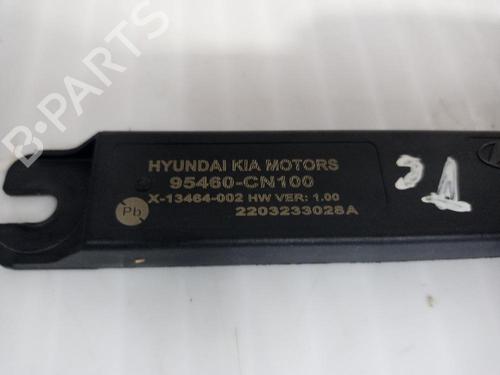 B-PARTS
HYUNDAI KIA MOTORS
95460-CN100
X-13464-002 HW VER: 1.00
2203233028A
Pb